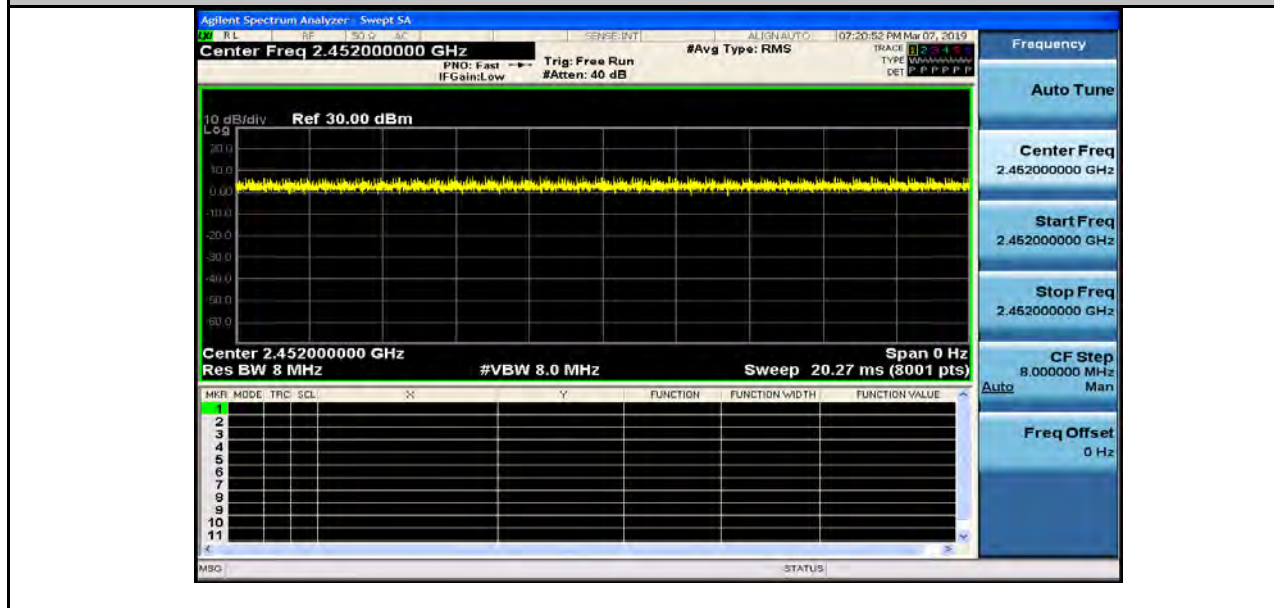 Agilent Spectrum Analyzer - Swept SA
LXI RL RF 50 Ω AC SENSE:INT ALIGN AUTO 07:20:52 PM Mar 07, 2019
Center Freq 2.452000000 GHz
PNO: Fast
IFGain:Low
Trig: Free Run
#Atten: 40 dB
#Avg Type: RMS
TRACE 1 2 3 4 5 6
TYPE
DET P P P P P P
10 dB/div
Log
Ref 30.00 dBm
20.0
10.0
0.00
-10.0
-20.0
-30.0
-40.0
-50.0
-60.0
Center 2.452000000 GHz
Span 0 Hz
Res BW 8 MHz
#VBW 8.0 MHz
Sweep 20.27 ms (8001 pts)
MKR MODE TRC SCL X Y FUNCTION FUNCTION WIDTH FUNCTION VALUE
1
2
3
4
5
6
7
8
9
10
11
MSG
STATUS
Frequency
Auto Tune
Center Freq
2.452000000 GHz
Start Freq
2.452000000 GHz
Stop Freq
2.452000000 GHz
CF Step
8.000000 MHz
Auto Man
Freq Offset
0 Hz